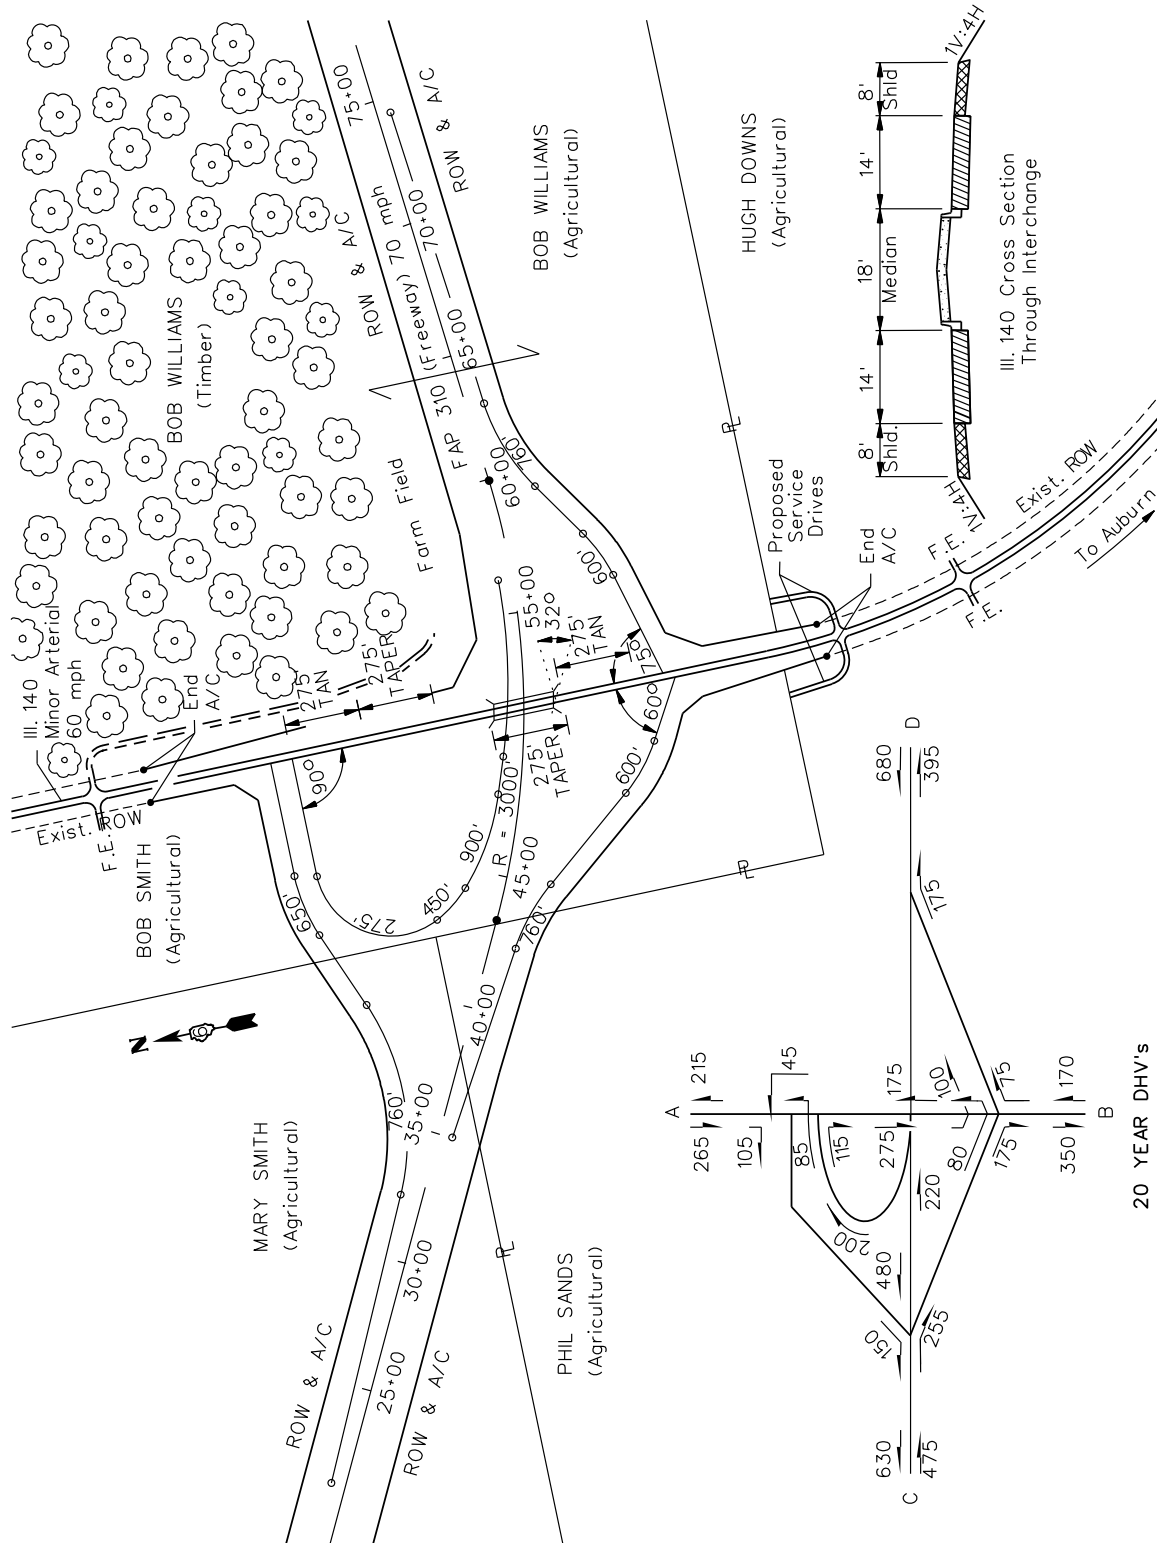 Ill. 140
Minor Arterial
60 mph
Exist. ROW
F.E.
End
A/C
BOB SMITH
(Agricultural)
BOB WILLIAMS
(Timber)
ROW & A/C
FAP 310 (Freeway) 70 mph
75+00
70+00
65+00
60+00
55+00
ROW & A/C
BOB WILLIAMS
(Agricultural)
Farm Field
275'
TAN
275'
TAPER
90°
650'
275'
450'
900'
R = 3000'
45+00
32°
275'
TAN
275'
TAPER
75°
60°
600'
600'
760'
760'
760'
40+00
35+00
30+00
25+00
N
MARY SMITH
(Agricultural)
ROW & A/C
ROW & A/C
PHIL SANDS
(Agricultural)
PL
PL
PL
HUGH DOWNS
(Agricultural)
Proposed
Service
Drives
End
A/C
F.E.
F.E.
Exist. ROW
To Auburn
8'
Shld.
14'
18'
Median
14'
8'
Shld
1V:4H
1V:4H
Ill. 140 Cross Section
Through Interchange
A
265
215
105
45
85
115
275
175
100
200
480
220
80
175
75
150
255
630
475
C
680
395
D
175
350
170
B
20 YEAR DHV's